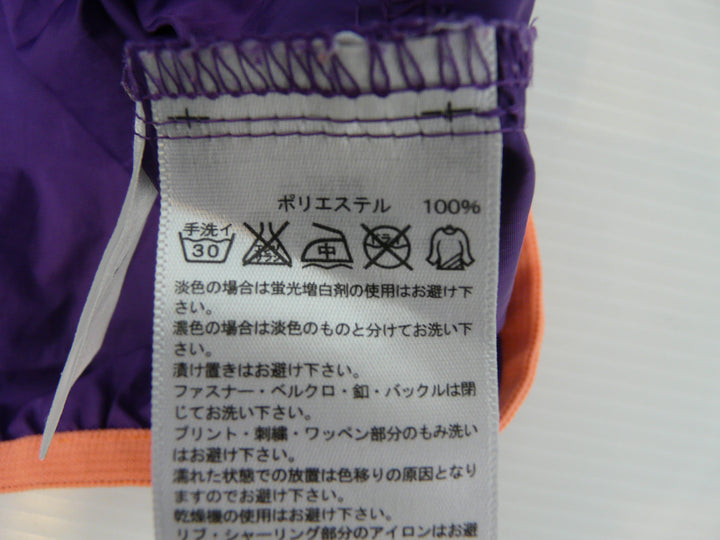 ポリエステル 100%
手洗イ
30
エンソ
サラシ
中
ドライ
淡色の場合は蛍光増白剤の使用はお避け下
さい。
濃色の場合は淡色のものと分けてお洗い下
さい。
漬け置きはお避け下さい。
ファスナー・ベルクロ・釦・バックルは閉
じてお洗い下さい。
プリント・刺繍・ワッペン部分のもみ洗い
はお避け下さい。
濡れた状態での放置は色移りの原因となり
ますのでお避け下さい。
乾燥機の使用はお避け下さい。
リブ・シャーリング部分のアイロンはお避